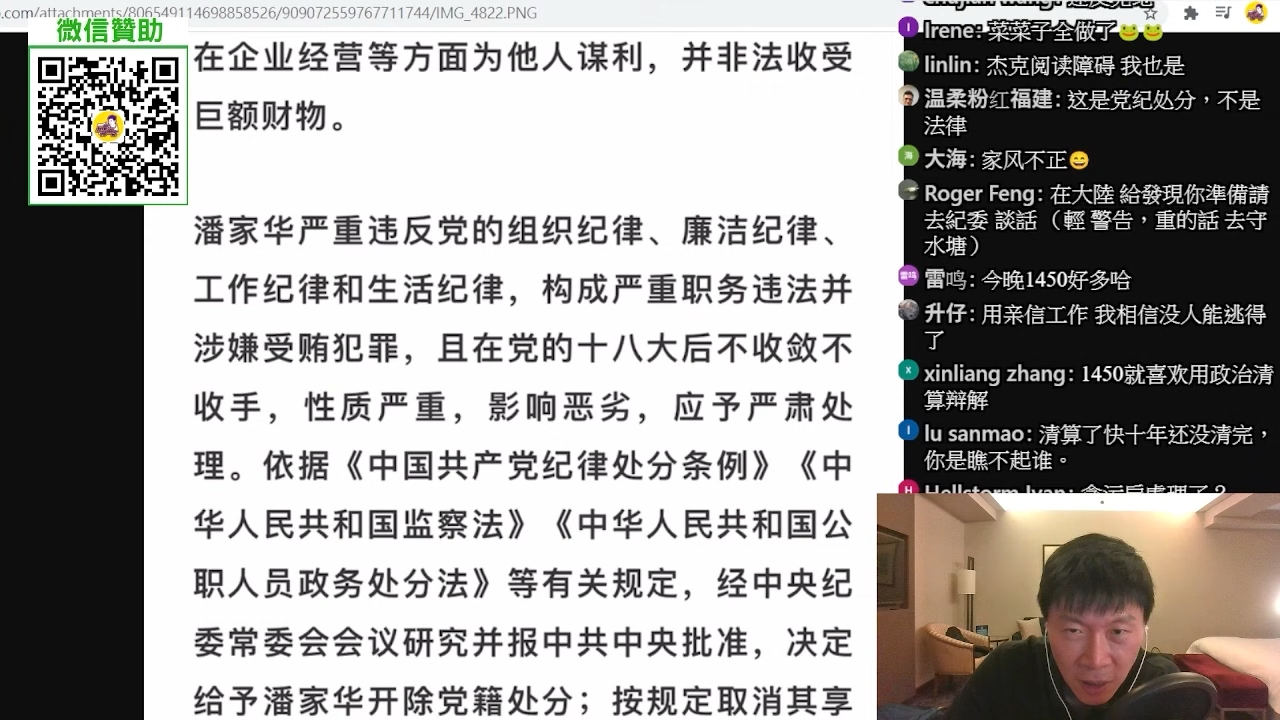 o.com/attachments/806549114698858526/909072559767711744/IMG_4822.PNG
微信贊助
在企业经营等方面为他人谋利，并非法收受
巨额财物。
潘家华严重违反党的组织纪律、廉洁纪律、
工作纪律和生活纪律，构成严重职务违法并
涉嫌受贿犯罪，且在党的十八大后不收敛不
收手，性质严重，影响恶劣，应予严肃处
理。依据《中国共产党纪律处分条例》《中
华人民共和国监察法》《中华人民共和国公
职人员政务处分法》等有关规定，经中央纪
委常委会会议研究并报中共中央批准，决定
给予潘家华开除党籍处分；按规定取消其享
Irene: 菜菜子全做了🐸🐸
linlin: 杰克阅读障碍 我也是
温柔粉红福建: 这是党纪处分，不是
法律
大海: 家风不正😄
Roger Feng: 在大陸 給發現你準備請
去紀委 談話 （輕 警告，重的話 去守
水塘）
雷鸣: 今晚1450好多哈
升仔: 用亲信工作 我相信没人能逃得
了
xinliang zhang: 1450就喜欢用政治清
算辩解
lu sanmao: 清算了快十年还没清完，
你是瞧不起谁。